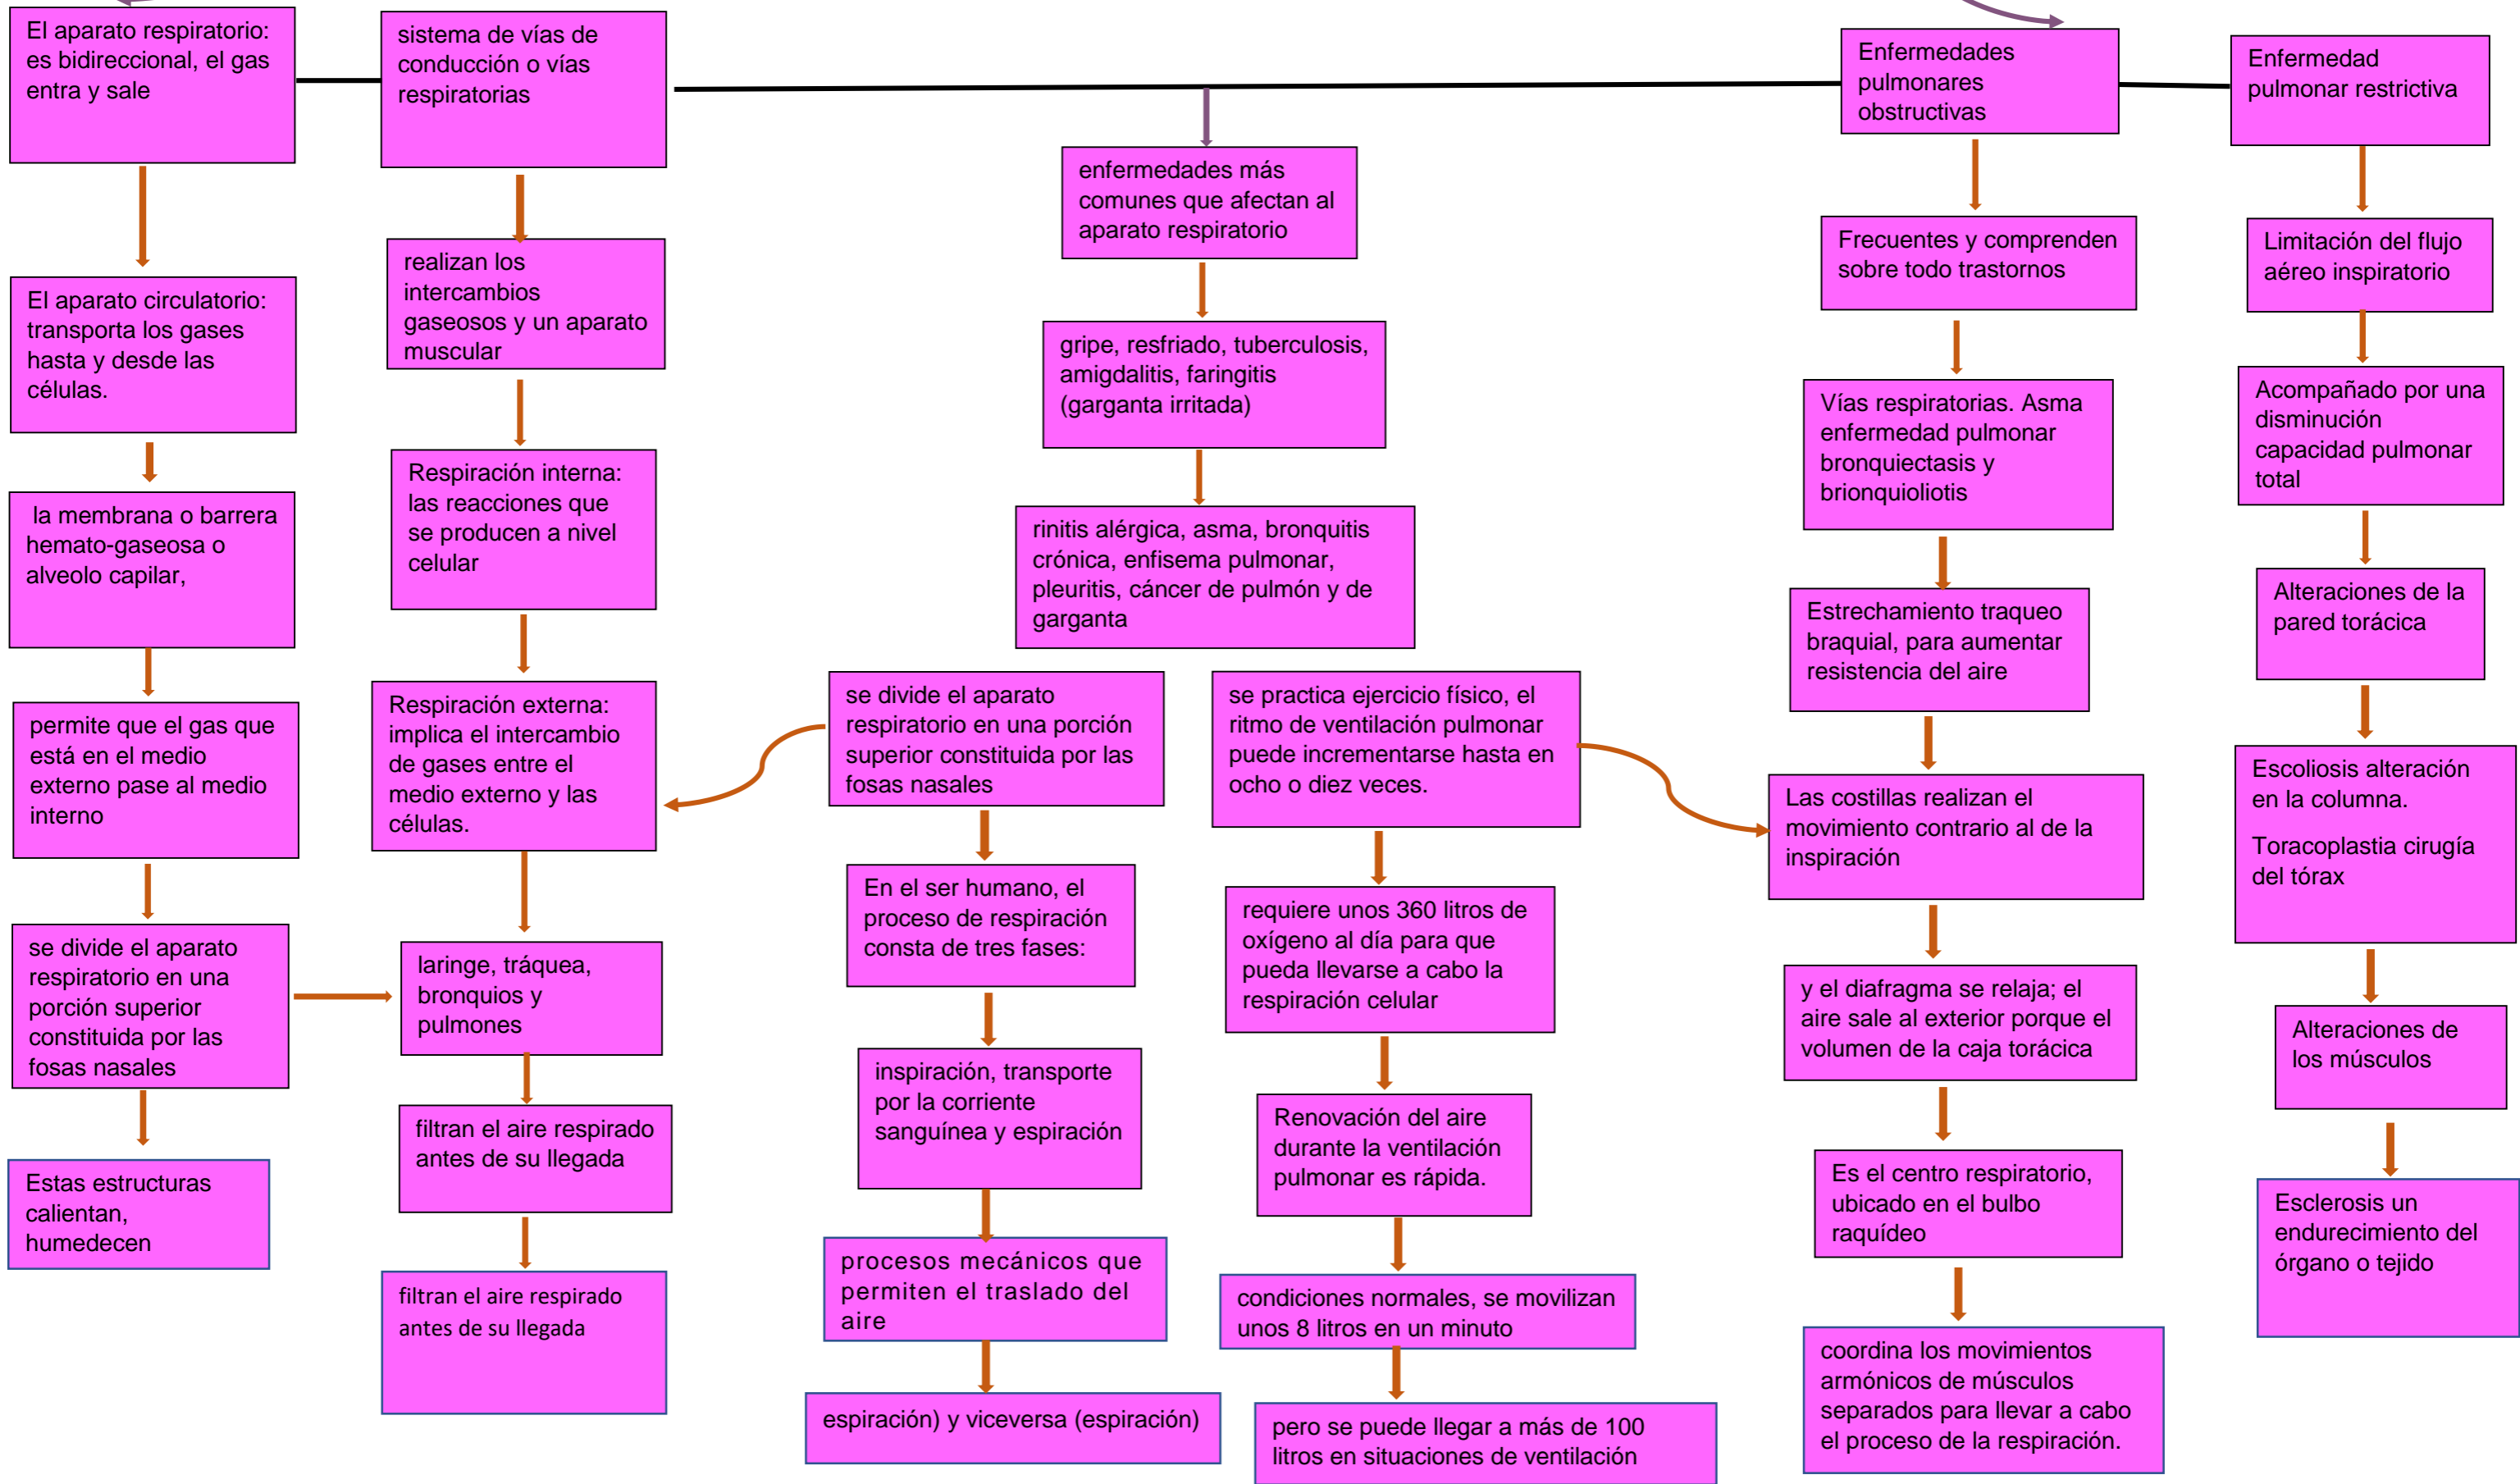 El aparato respiratorio:
es bidireccional, el gas
entra y sale
El aparato circulatorio:
transporta los gases
hasta y desde las
células.
la membrana o barrera
hemato-gaseosa o
alveolo capilar,
permite que el gas que
está en el medio
externo pase al medio
interno
se divide el aparato
respiratorio en una
porción superior
constituida por las
fosas nasales
Estas estructuras
calientan,
humedecen
sistema de vías de
conducción o vías
respiratorias
realizan los
intercambios
gaseosos y un aparato
muscular
Respiración interna:
las reacciones que
se producen a nivel
celular
Respiración externa:
implica el intercambio
de gases entre el
medio externo y las
células.
laringe, tráquea,
bronquios y
pulmones
filtran el aire respirado
antes de su llegada
filtran el aire respirado
antes de su llegada
enfermedades más
comunes que afectan al
aparato respiratorio
gripe, resfriado, tuberculosis,
amigdalitis, faringitis
(garganta irritada)
rinitis alérgica, asma, bronquitis
crónica, enfisema pulmonar,
pleuritis, cáncer de pulmón y de
garganta
se divide el aparato
respiratorio en una porción
superior constituida por las
fosas nasales
En el ser humano, el
proceso de respiración
consta de tres fases:
inspiración, transporte
por la corriente
sanguínea y espiración
procesos mecánicos que
permiten el traslado del
aire
espiración) y viceversa (espiración)
se practica ejercicio físico, el
ritmo de ventilación pulmonar
puede incrementarse hasta en
ocho o diez veces.
requiere unos 360 litros de
oxígeno al día para que
pueda llevarse a cabo la
respiración celular
Renovación del aire
durante la ventilación
pulmonar es rápida.
condiciones normales, se movilizan
unos 8 litros en un minuto
pero se puede llegar a más de 100
litros en situaciones de ventilación
Enfermedades
pulmonares
obstructivas
Frecuentes y comprenden
sobre todo trastornos
Vías respiratorias. Asma
enfermedad pulmonar
bronquiectasis y
brionquioliotis
Estrechamiento traqueo
braquial, para aumentar
resistencia del aire
Las costillas realizan el
movimiento contrario al de la
inspiración
y el diafragma se relaja; el
aire sale al exterior porque el
volumen de la caja torácica
Es el centro respiratorio,
ubicado en el bulbo
raquídeo
coordina los movimientos
armónicos de músculos
separados para llevar a cabo
el proceso de la respiración.
Enfermedad
pulmonar restrictiva
Limitación del flujo
aéreo inspiratorio
Acompañado por una
disminución
capacidad pulmonar
total
Alteraciones de la
pared torácica
Escoliosis alteración
en la columna.
Toracoplastia cirugía
del tórax
Alteraciones de
los músculos
Esclerosis un
endurecimiento del
órgano o tejido